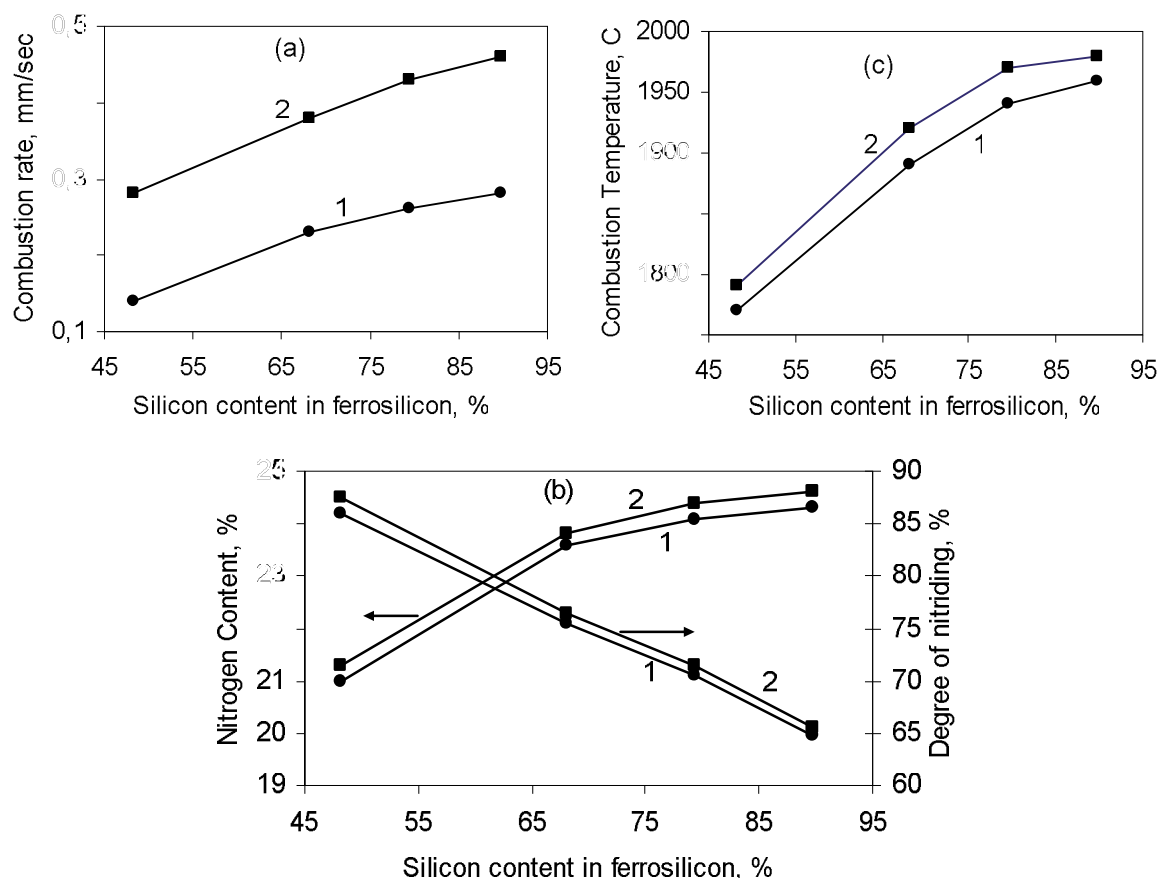 (a)
Combustion rate, mm/sec
0,5
0,3
0,1
2
1
45 55 65 75 85 95
Silicon content in ferrosilicon, %
(c)
Combustion Temperature, C
2000
1950
1900
1800
2
1
45 55 65 75 85 95
Silicon content in ferrosilicon, %
(b)
Nitrogen Content, %
25
23
21
20
19
2
1
1
2
90
85
80
75
70
65
60
Degree of nitriding, %
45 55 65 75 85 95
Silicon content in ferrosilicon, %